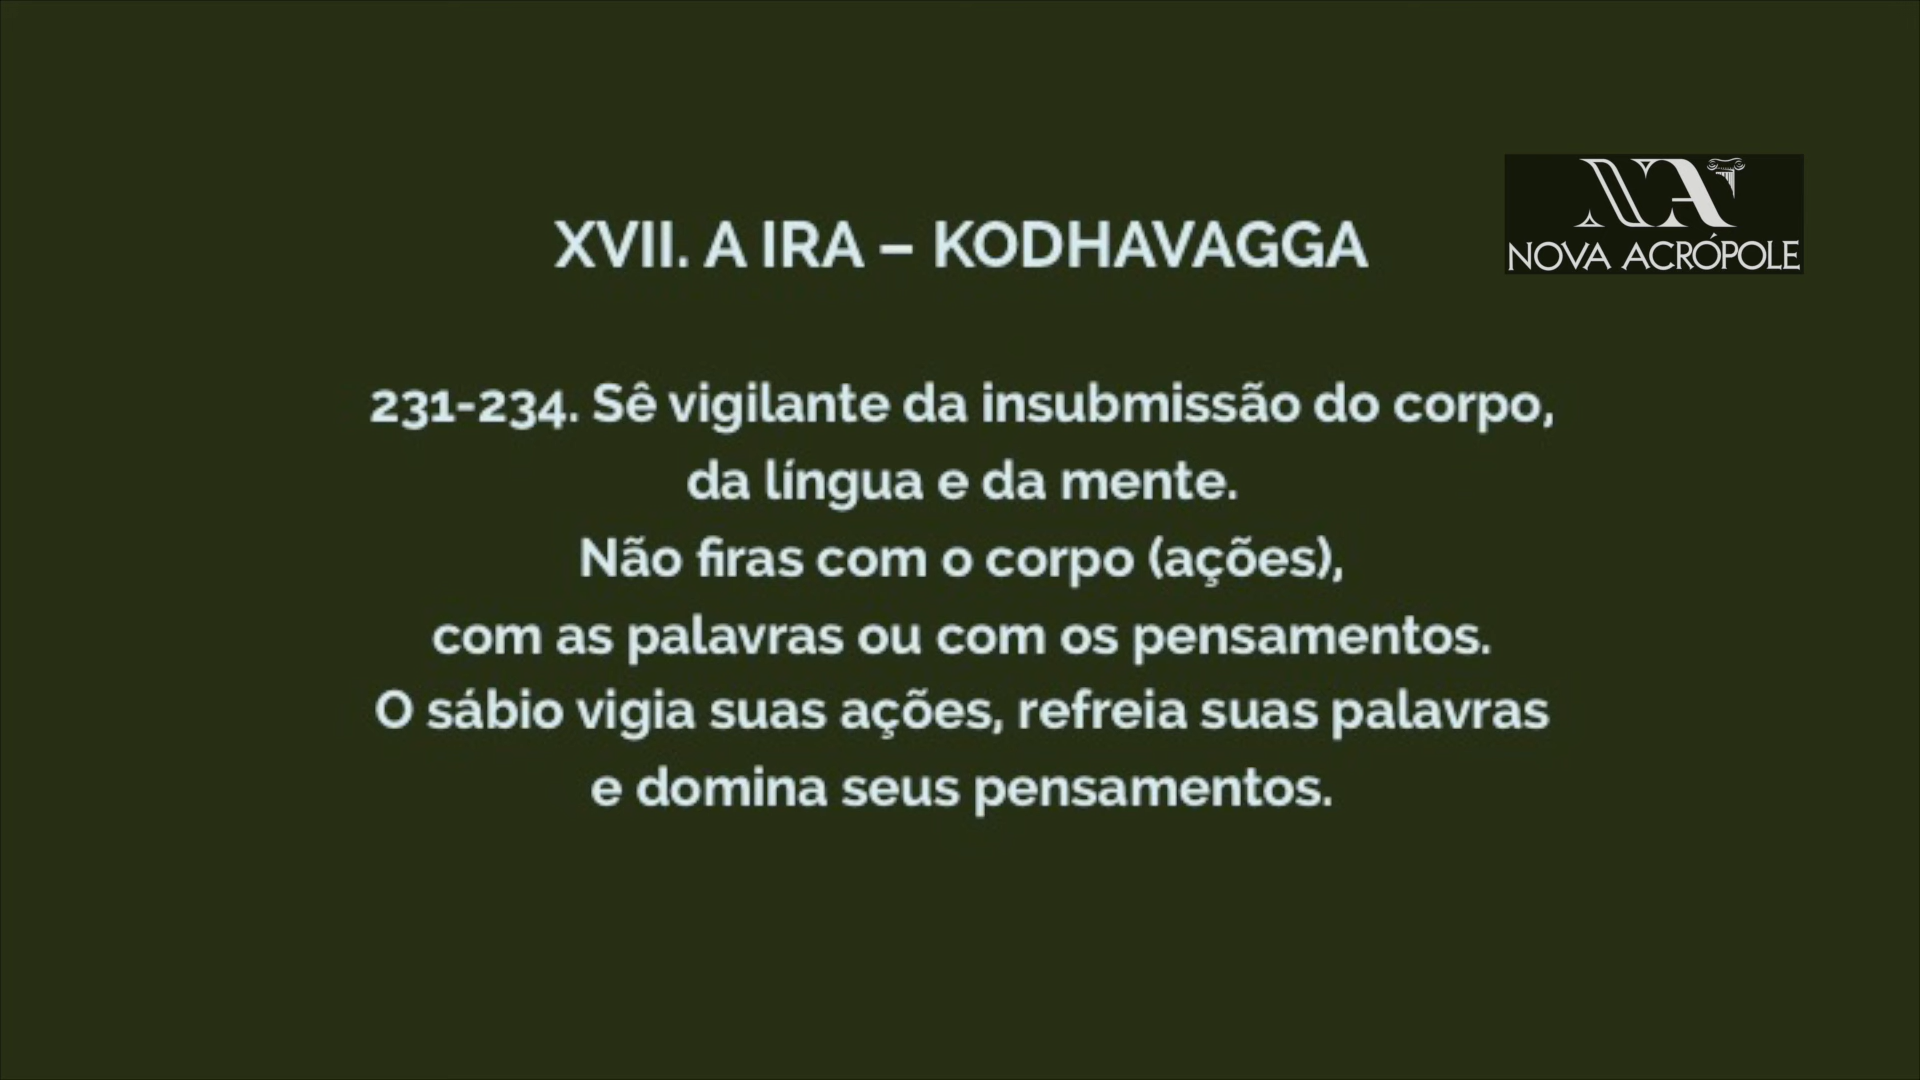 XVII. A IRA – KODHAVAGGA
NA
NOVA ACRÓPOLE
231-234. Sê vigilante da insubmissão do corpo,
da língua e da mente.
Não firas com o corpo (ações),
com as palavras ou com os pensamentos.
O sábio vigia suas ações, refreia suas palavras
e domina seus pensamentos.